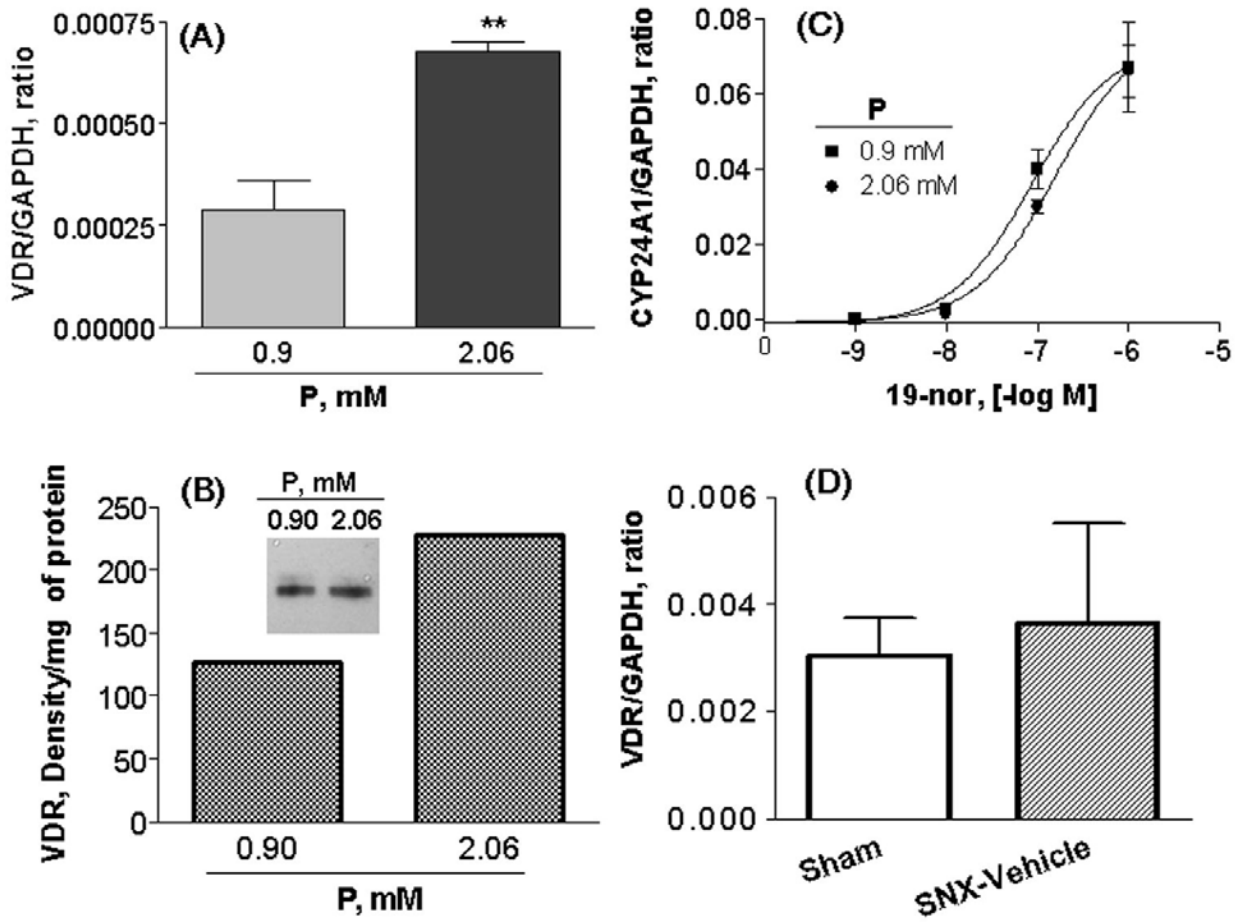 (A)
**
VDR/GAPDH, ratio
0.00075
0.00050
0.00025
0.00000
0.9 2.06
P, mM
(C)
CYP24A1/GAPDH, ratio
0.08
0.06
0.04
0.02
0.00
P
0.9 mM
2.06 mM
0 -9 -8 -7 -6 -5
19-nor, [-log M]
(B)
VDR, Density/mg of protein
250
200
150
100
50
0
P, mM
0.90 2.06
0.90 2.06
P, mM
(D)
VDR/GAPDH, ratio
0.006
0.004
0.002
0.000
Sham
SNX-Vehicle